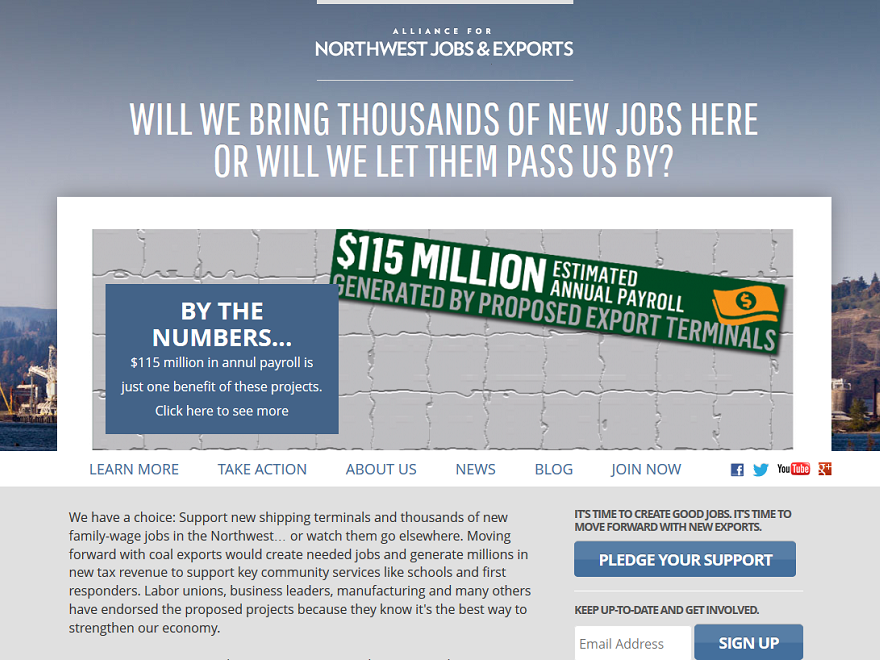 ALLIANCE FOR
NORTHWEST JOBS & EXPORTS
WILL WE BRING THOUSANDS OF NEW JOBS HERE
OR WILL WE LET THEM PASS US BY?
$115 MILLION ESTIMATED ANNUAL PAYROLL
GENERATED BY PROPOSED EXPORT TERMINALS
$
BY THE
NUMBERS...
$115 million in annul payroll is
just one benefit of these projects.
Click here to see more
LEARN MORE TAKE ACTION ABOUT US NEWS BLOG JOIN NOW f You Tube g+
We have a choice: Support new shipping terminals and thousands of new
family-wage jobs in the Northwest... or watch them go elsewhere. Moving
forward with coal exports would create needed jobs and generate millions in
new tax revenue to support key community services like schools and first
responders. Labor unions, business leaders, manufacturing and many others
have endorsed the proposed projects because they know it's the best way to
strengthen our economy.
IT'S TIME TO CREATE GOOD JOBS. IT'S TIME TO
MOVE FORWARD WITH NEW EXPORTS.
PLEDGE YOUR SUPPORT
KEEP UP-TO-DATE AND GET INVOLVED.
Email Address SIGN UP